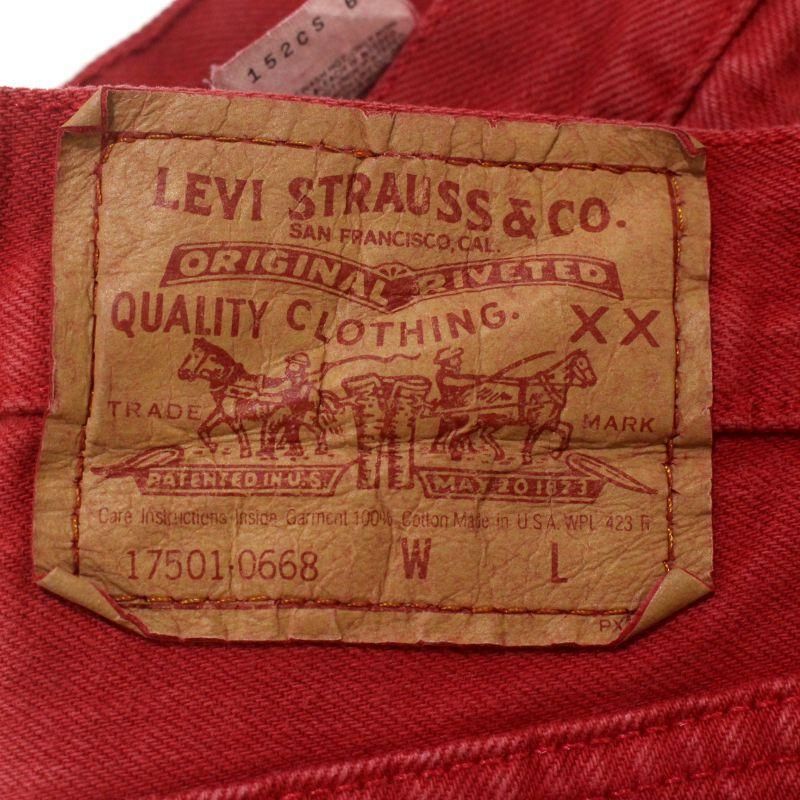 152CS
LEVI STRAUSS & CO.
SAN FRANCISCO, CAL.
ORIGINAL RIVETED
QUALITY CLOTHING. XX
TRADE MARK
PATENTED IN U.S. MAY 20 1873
Care Instructions Inside Garment 100% Cotton Made in U.S.A. WPL 423
17501-0668 W L